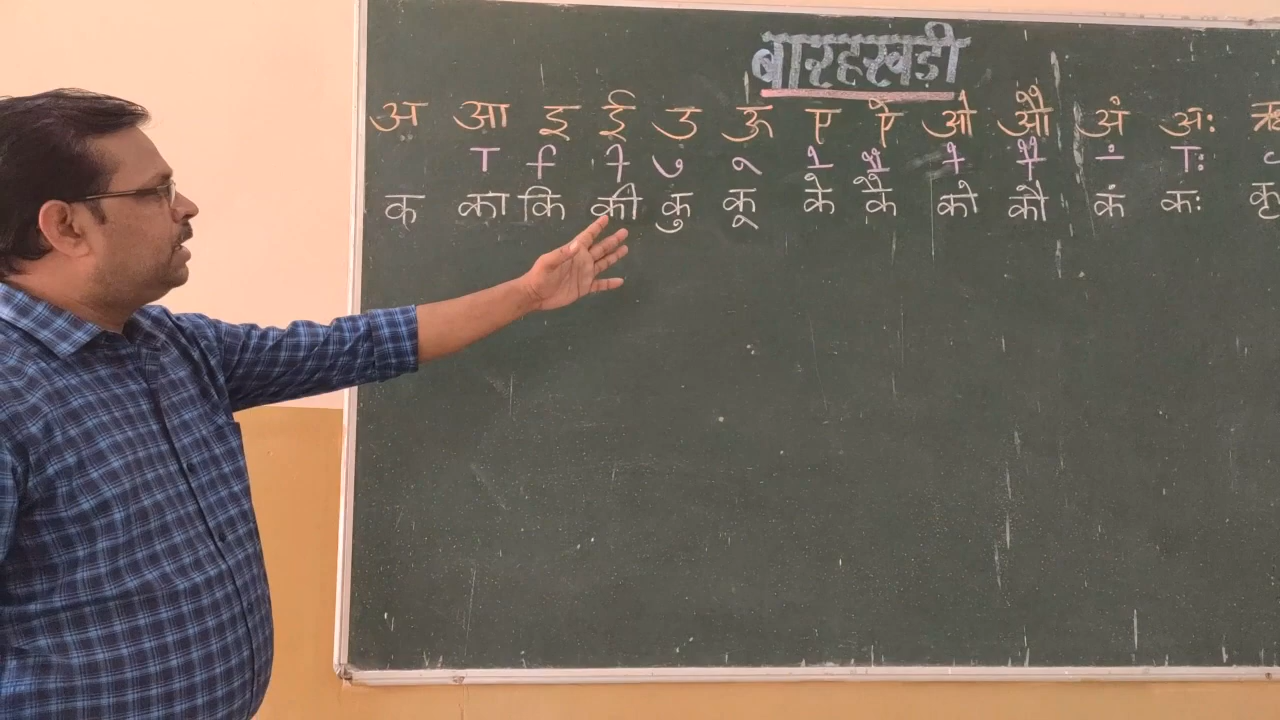 बारहखडी
अ आ इ ई उ ऊ ए ऐ ओ औ अं अः ऋ
ा ि ी ु ू े ै ो ौ ं ाः ृ
क का कि की कु कू के कै को कौ कं कः कृ